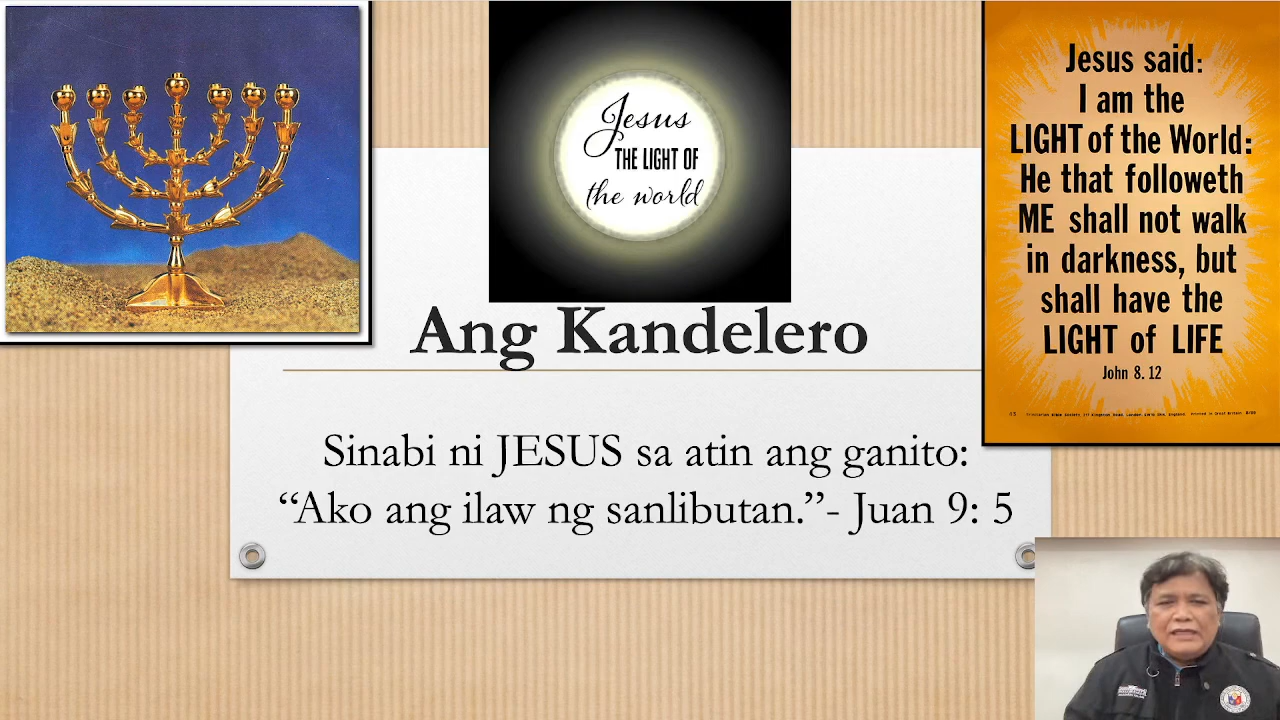 Jesus
THE LIGHT OF
the world
Jesus said:
I am the
LIGHT of the World:
He that followeth
ME shall not walk
in darkness, but
shall have the
LIGHT of LIFE
John 8. 12
Ang Kandelero
Sinabi ni JESUS sa atin ang ganito:
“Ako ang ilaw ng sanlibutan.”- Juan 9: 5